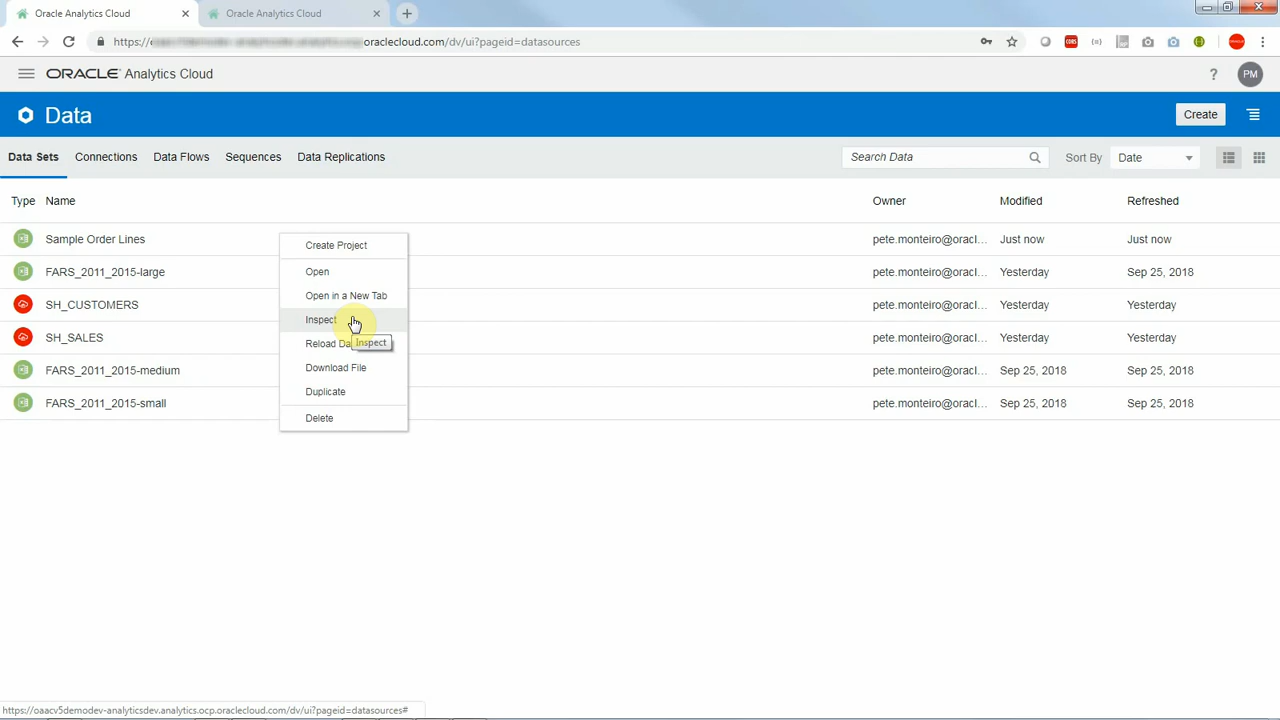 Oracle Analytics Cloud
Oracle Analytics Cloud
oraclecloud.com/dv/ui?pageid=datasources
CORS
ORACLE Analytics Cloud
?
PM
Data
Create
Data Sets
Connections
Data Flows
Sequences
Data Replications
Search Data
Sort By
Date
Type
Name
Owner
Modified
Refreshed
Sample Order Lines
pete.monteiro@oracl...
Just now
Just now
FARS_2011_2015-large
pete.monteiro@oracl...
Yesterday
Sep 25, 2018
SH_CUSTOMERS
pete.monteiro@oracl...
Yesterday
Yesterday
SH_SALES
pete.monteiro@oracl...
Yesterday
Yesterday
FARS_2011_2015-medium
pete.monteiro@oracl...
Sep 25, 2018
Sep 25, 2018
FARS_2011_2015-small
pete.monteiro@oracl...
Sep 25, 2018
Sep 25, 2018
Create Project
Open
Open in a New Tab
Inspect
Reload Da
Inspect
Download File
Duplicate
Delete
https://oaacv5demodev-analyticsdev.analytics.ocp.oraclecloud.com/dv/ui?pageid=datasources#